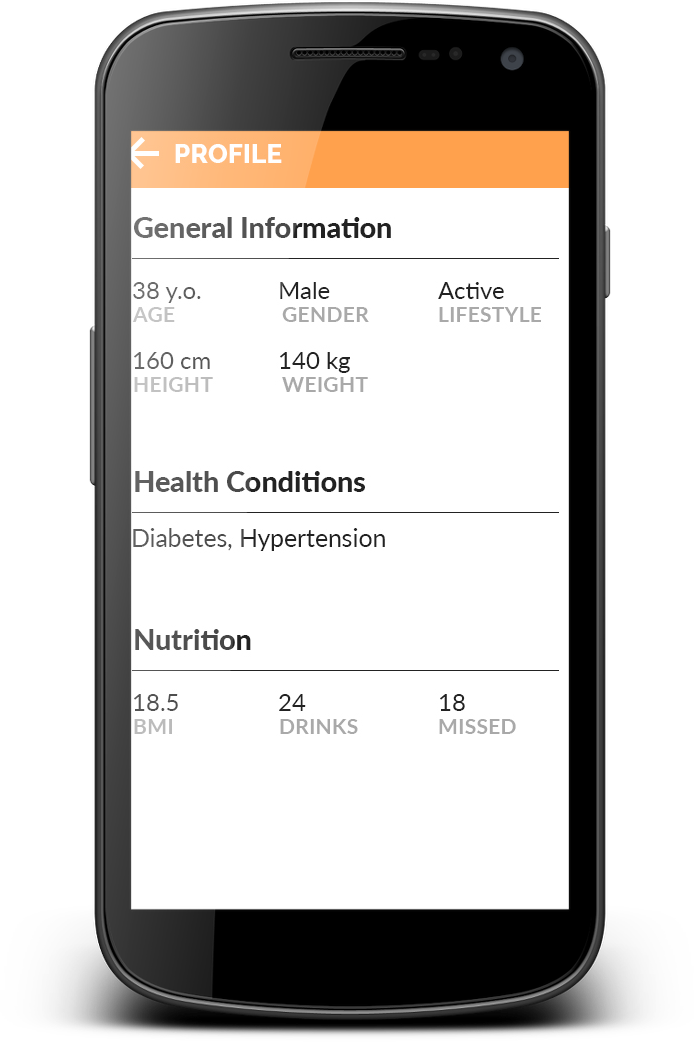 PROFILE
General Information
38 y.o. Male Active
AGE GENDER LIFESTYLE
160 cm 140 kg
HEIGHT WEIGHT
Health Conditions
Diabetes, Hypertension
Nutrition
18.5 24 18
BMI DRINKS MISSED